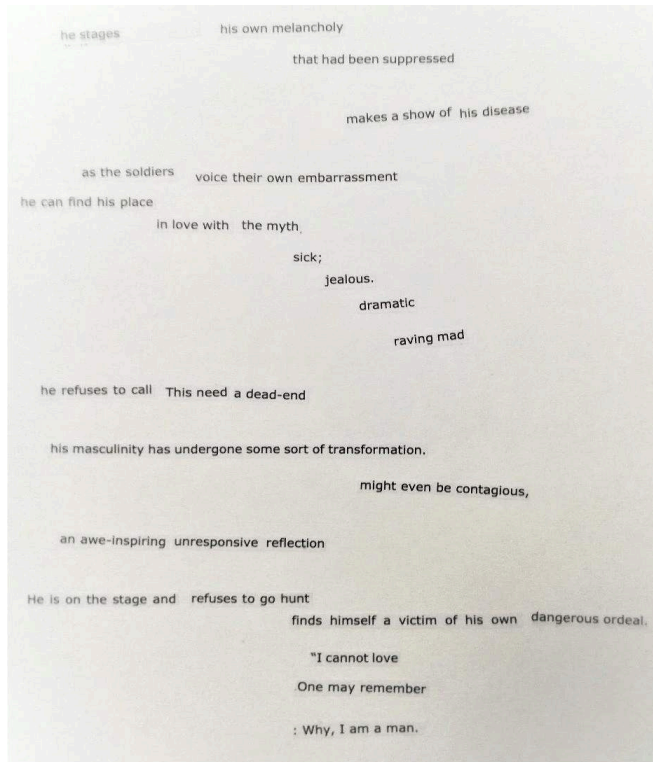 he stages his own melancholy
that had been suppressed
makes a show of his disease
as the soldiers voice their own embarrassment
he can find his place
in love with the myth
sick;
jealous.
dramatic
raving mad
he refuses to call This need a dead-end
his masculinity has undergone some sort of transformation.
might even be contagious,
an awe-inspiring unresponsive reflection
He is on the stage and refuses to go hunt
finds himself a victim of his own dangerous ordeal.
"I cannot love
One may remember
: Why, I am a man.